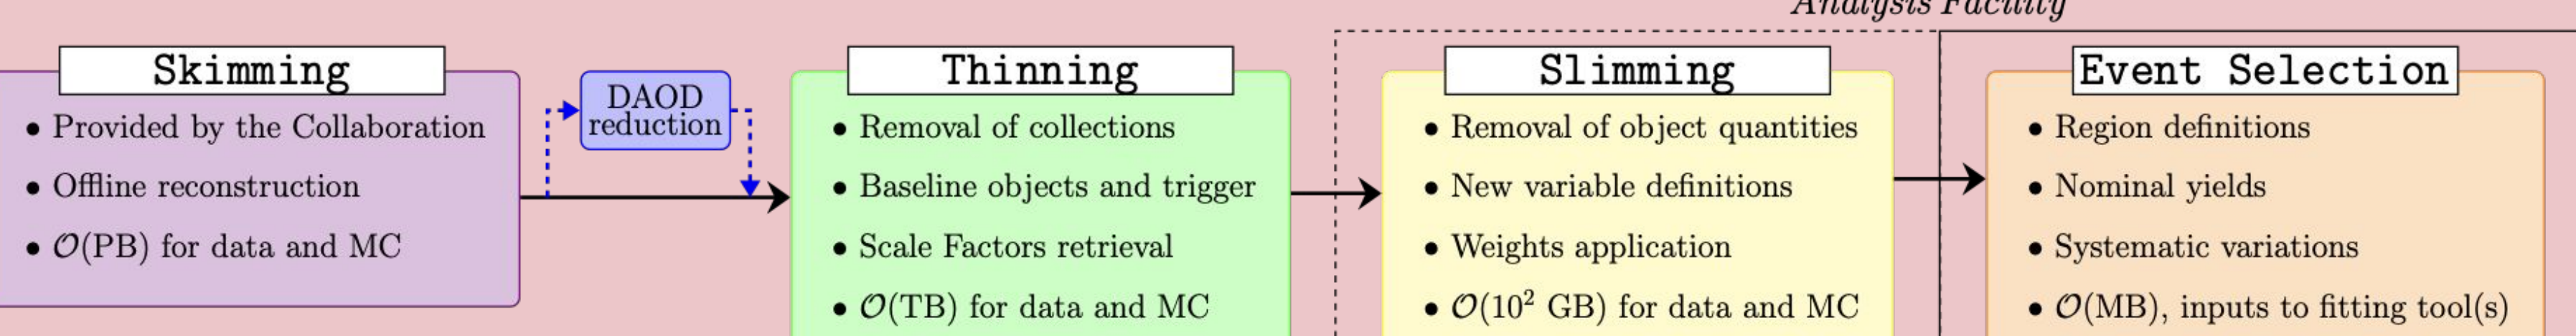 Analysis Facility
Skimming
• Provided by the Collaboration
• Offline reconstruction
• 𝒪(PB) for data and MC
DAOD
reduction
Thinning
• Removal of collections
• Baseline objects and trigger
• Scale Factors retrieval
• 𝒪(TB) for data and MC
Slimming
• Removal of object quantities
• New variable definitions
• Weights application
• 𝒪(10² GB) for data and MC
Event Selection
• Region definitions
• Nominal yields
• Systematic variations
• 𝒪(MB), inputs to fitting tool(s)